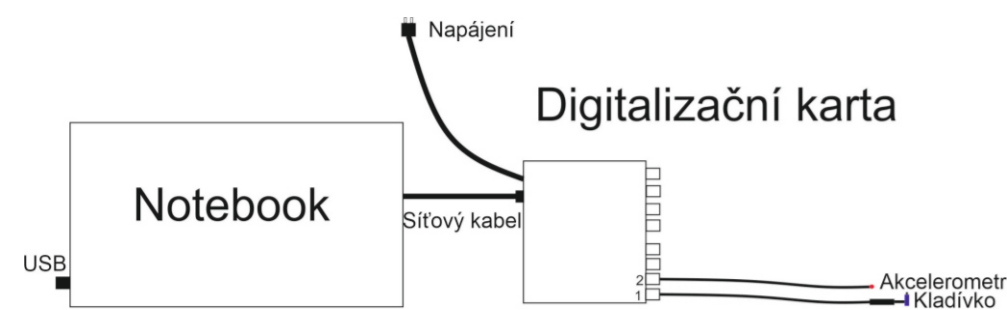 Napájení
Digitalizační karta
Notebook
Síťový kabel
USB
2
Akcelerometr
1
Kladívko